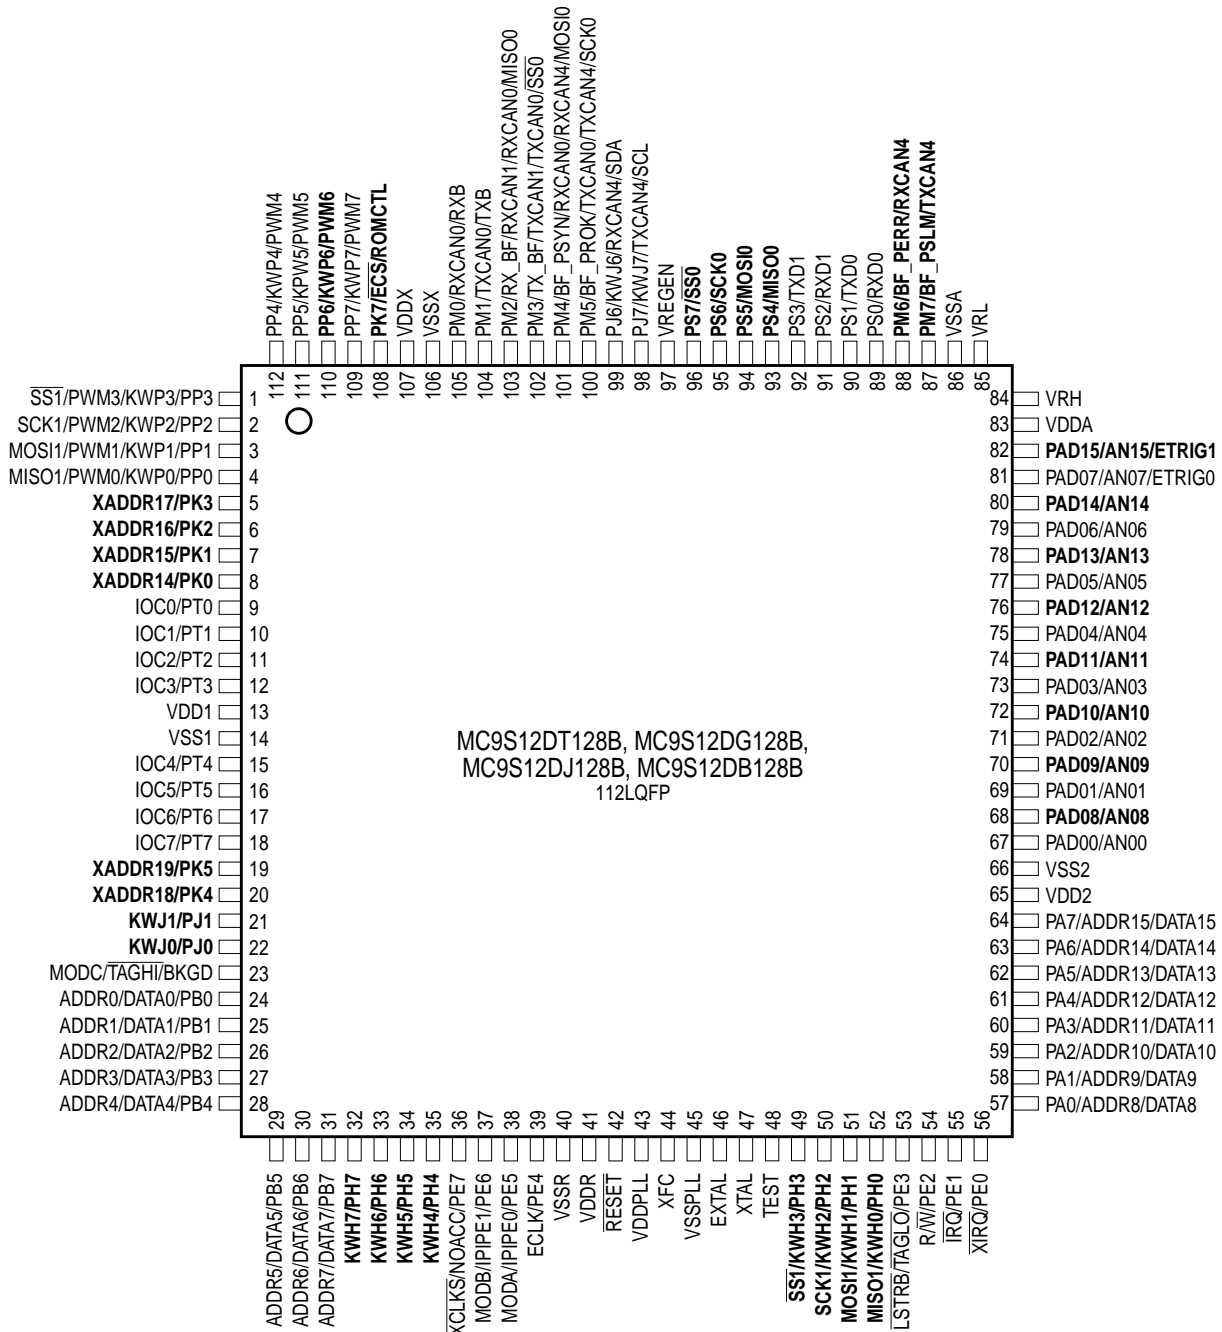 PP4/KWP4/PWM4
PP5/KPW5/PWM5
PP6/KWP6/PWM6
PP7/KWP7/PWM7
PK7/ECS/ROMCTL
VDDX
VSSX
PM0/RXCAN0/RXB
PM1/TXCAN0/TXB
PM2/RX_BF/RXCAN1/RXCAN0/MISO0
PM3/TX_BF/TXCAN1/TXCAN0/SS0
PM4/BF_PSYN/RXCAN0/RXCAN4/MOSI0
PM5/BF_PROK/TXCAN0/TXCAN4/SCK0
PJ6/KWJ6/RXCAN4/SDA
PJ7/KWJ7/TXCAN4/SCL
VREGEN
PS7/SS0
PS6/SCK0
PS5/MOSI0
PS4/MISO0
PS3/TXD1
PS2/RXD1
PS1/TXD0
PS0/RXD0
PM6/BF_PERR/RXCAN4
PM7/BF_PSLM/TXCAN4
VSSA
VRL
112
111
110
109
108
107
106
105
104
103
102
101
100
99
98
97
96
95
94
93
92
91
90
89
88
87
86
85
SS1/PWM3/KWP3/PP3 1
SCK1/PWM2/KWP2/PP2 2
MOSI1/PWM1/KWP1/PP1 3
MISO1/PWM0/KWP0/PP0 4
XADDR17/PK3 5
XADDR16/PK2 6
XADDR15/PK1 7
XADDR14/PK0 8
IOC0/PT0 9
IOC1/PT1 10
IOC2/PT2 11
IOC3/PT3 12
VDD1 13
VSS1 14
IOC4/PT4 15
IOC5/PT5 16
IOC6/PT6 17
IOC7/PT7 18
XADDR19/PK5 19
XADDR18/PK4 20
KWJ1/PJ1 21
KWJ0/PJ0 22
MODC/TAGHI/BKGD 23
ADDR0/DATA0/PB0 24
ADDR1/DATA1/PB1 25
ADDR2/DATA2/PB2 26
ADDR3/DATA3/PB3 27
ADDR4/DATA4/PB4 28
MC9S12DT128B, MC9S12DG128B,
MC9S12DJ128B, MC9S12DB128B
112LQFP
84 VRH
83 VDDA
82 PAD15/AN15/ETRIG1
81 PAD07/AN07/ETRIG0
80 PAD14/AN14
79 PAD06/AN06
78 PAD13/AN13
77 PAD05/AN05
76 PAD12/AN12
75 PAD04/AN04
74 PAD11/AN11
73 PAD03/AN03
72 PAD10/AN10
71 PAD02/AN02
70 PAD09/AN09
69 PAD01/AN01
68 PAD08/AN08
67 PAD00/AN00
66 VSS2
65 VDD2
64 PA7/ADDR15/DATA15
63 PA6/ADDR14/DATA14
62 PA5/ADDR13/DATA13
61 PA4/ADDR12/DATA12
60 PA3/ADDR11/DATA11
59 PA2/ADDR10/DATA10
58 PA1/ADDR9/DATA9
57 PA0/ADDR8/DATA8
29
30
31
32
33
34
35
36
37
38
39
40
41
42
43
44
45
46
47
48
49
50
51
52
53
54
55
56
ADDR5/DATA5/PB5
ADDR6/DATA6/PB6
ADDR7/DATA7/PB7
KWH7/PH7
KWH6/PH6
KWH5/PH5
KWH4/PH4
XCLKS/NOACC/PE7
MODB/IPIPE1/PE6
MODA/IPIPE0/PE5
ECLK/PE4
VSSR
VDDR
RESET
VDDPLL
XFC
VSSPLL
EXTAL
XTAL
TEST
SS1/KWH3/PH3
SCK1/KWH2/PH2
MOSI1/KWH1/PH1
MISO1/KWH0/PH0
LSTRB/TAGLO/PE3
R/W/PE2
IRQ/PE1
XIRQ/PE0